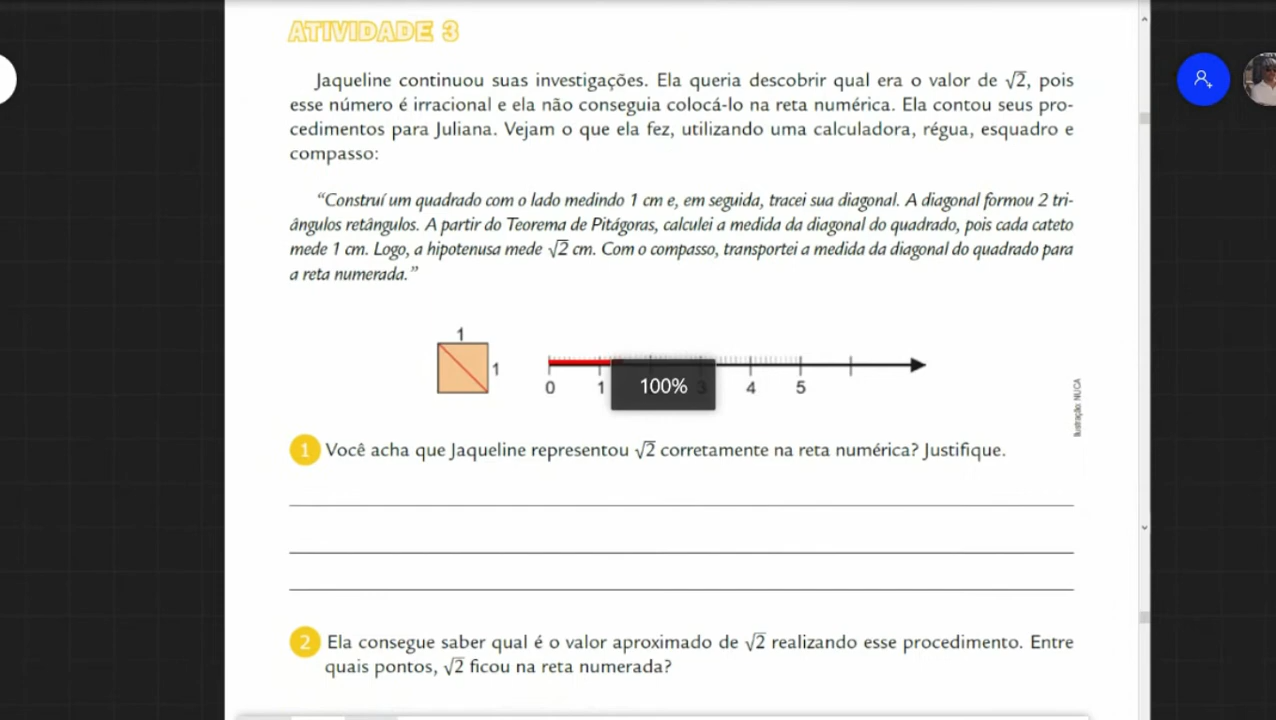 ATIVIDADE 3
Jaqueline continuou suas investigações. Ela queria descobrir qual era o valor de √2, pois
esse número é irracional e ela não conseguia colocá-lo na reta numérica. Ela contou seus pro-
cedimentos para Juliana. Vejam o que ela fez, utilizando uma calculadora, régua, esquadro e
compasso:
“Construí um quadrado com o lado medindo 1 cm e, em seguida, tracei sua diagonal. A diagonal formou 2 tri-
ângulos retângulos. A partir do Teorema de Pitágoras, calculei a medida da diagonal do quadrado, pois cada cateto
mede 1 cm. Logo, a hipotenusa mede √2 cm. Com o compasso, transportei a medida da diagonal do quadrado para
a reta numerada.”
1
1
0 1 3 4 5
100%
Ilustração: NUCA
1 Você acha que Jaqueline representou √2 corretamente na reta numérica? Justifique.
2 Ela consegue saber qual é o valor aproximado de √2 realizando esse procedimento. Entre
quais pontos, √2 ficou na reta numerada?